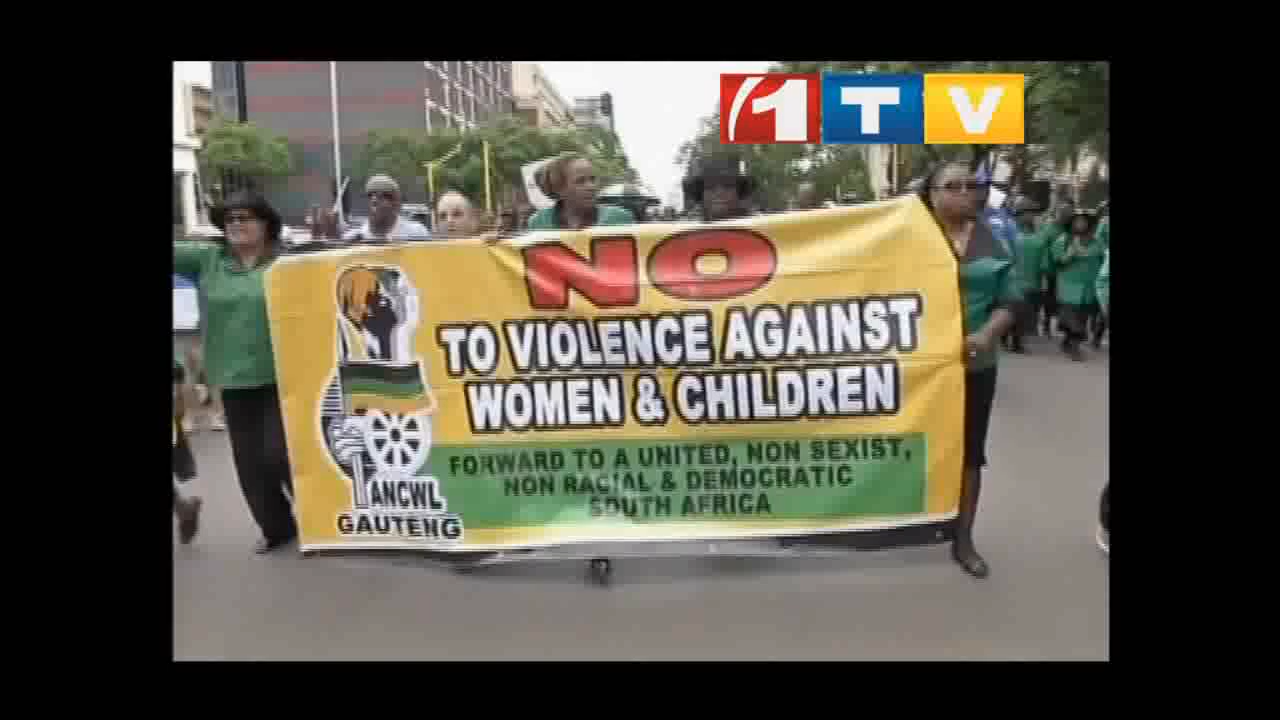 1TV
NO
TO VIOLENCE AGAINST
WOMEN & CHILDREN
FORWARD TO A UNITED, NON SEXIST,
NON RACIAL & DEMOCRATIC
SOUTH AFRICA
ANCWL
GAUTENG